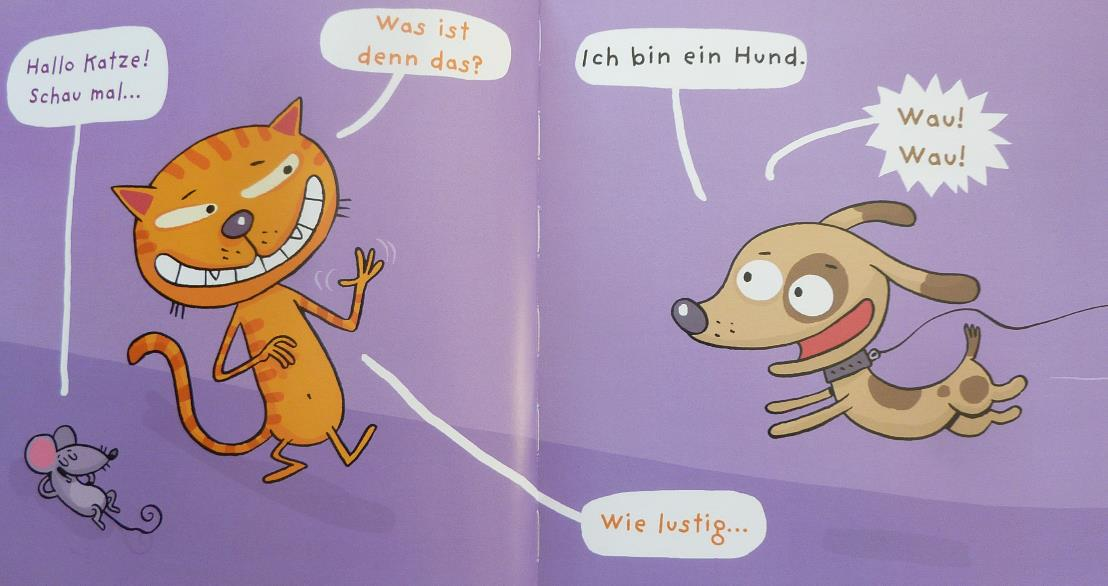 Hallo Katze!
Schau mal...
Was ist
denn das?
Ich bin ein Hund.
Wau!
Wau!
Wie lustig...